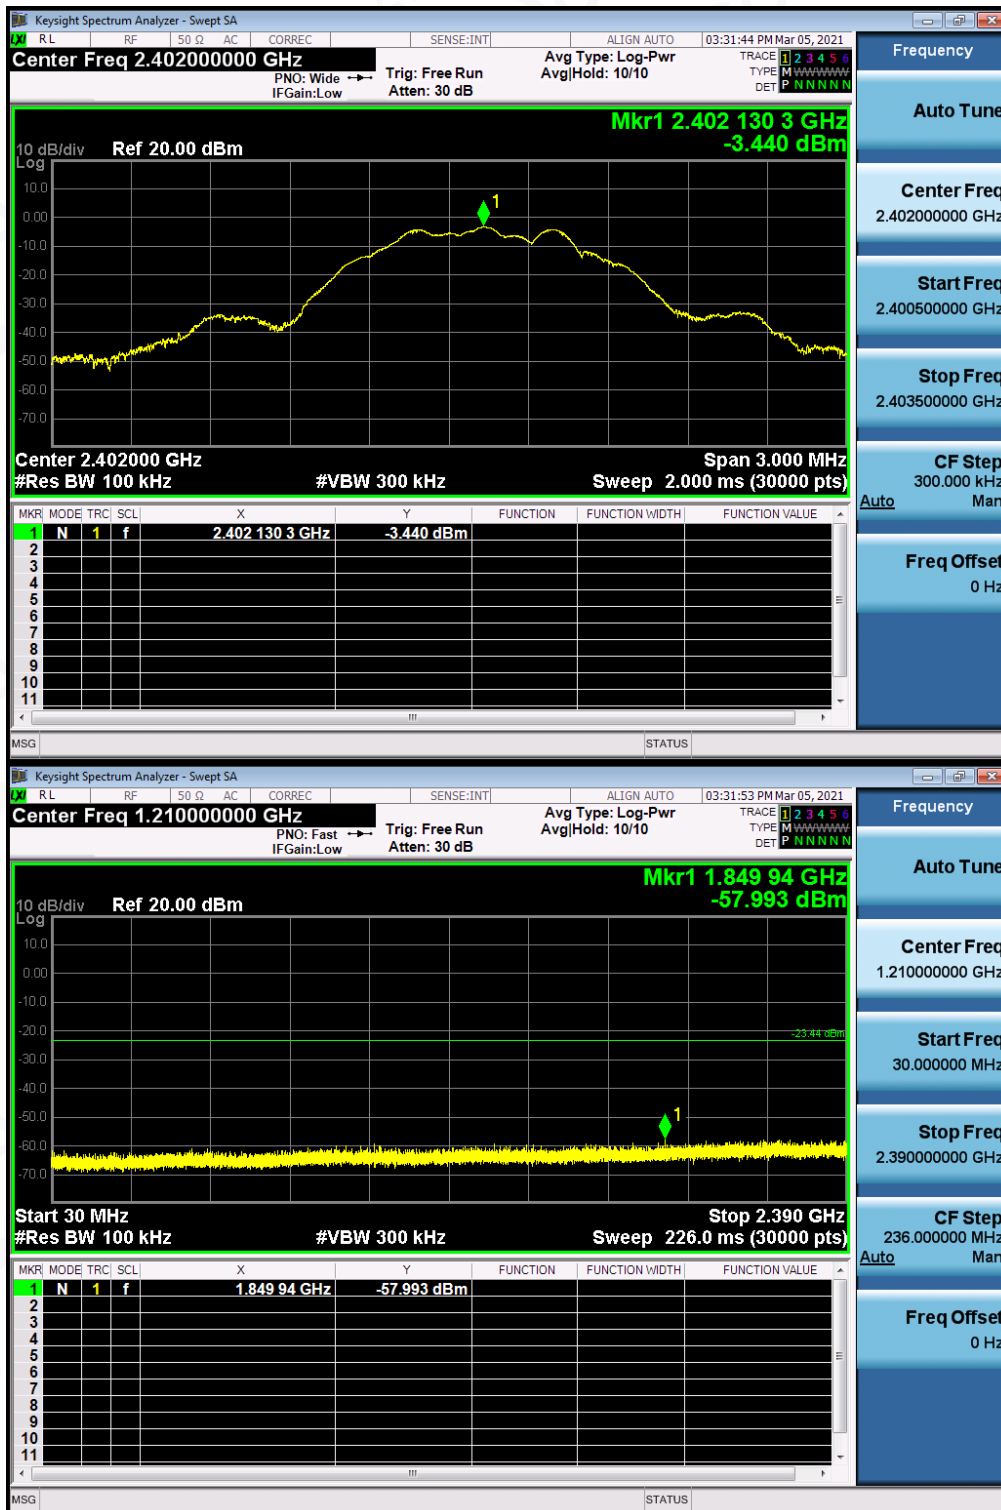 Keysight Spectrum Analyzer - Swept SA
LXI RL RF 50 Ω AC CORREC SENSE:INT ALIGN AUTO 03:31:44 PM Mar 05, 2021
Center Freq 2.402000000 GHz
PNO: Wide
IFGain:Low
Trig: Free Run
Atten: 30 dB
Avg Type: Log-Pwr
Avg|Hold: 10/10
TRACE 1 2 3 4 5 6
TYPE M WWWWW
DET P N N N N N
Frequency
Auto Tune
Center Freq
2.402000000 GHz
Start Freq
2.400500000 GHz
Stop Freq
2.403500000 GHz
CF Step
300.000 kHz
Auto Man
Freq Offset
0 Hz
Mkr1 2.402 130 3 GHz
-3.440 dBm
10 dB/div Ref 20.00 dBm
Log
10.0
0.00
-10.0
-20.0
-30.0
-40.0
-50.0
-60.0
-70.0
1
Center 2.402000 GHz Span 3.000 MHz
#Res BW 100 kHz #VBW 300 kHz Sweep 2.000 ms (30000 pts)
MKR MODE TRC SCL X Y FUNCTION FUNCTION WIDTH FUNCTION VALUE
1 N 1 f 2.402 130 3 GHz -3.440 dBm
2
3
4
5
6
7
8
9
10
11
MSG STATUS
Keysight Spectrum Analyzer - Swept SA
LXI RL RF 50 Ω AC CORREC SENSE:INT ALIGN AUTO 03:31:53 PM Mar 05, 2021
Center Freq 1.210000000 GHz
PNO: Fast
IFGain:Low
Trig: Free Run
Atten: 30 dB
Avg Type: Log-Pwr
Avg|Hold: 10/10
TRACE 1 2 3 4 5 6
TYPE M WWWWW
DET P N N N N N
Frequency
Auto Tune
Center Freq
1.210000000 GHz
Start Freq
30.000000 MHz
Stop Freq
2.390000000 GHz
CF Step
236.000000 MHz
Auto Man
Freq Offset
0 Hz
Mkr1 1.849 94 GHz
-57.993 dBm
10 dB/div Ref 20.00 dBm
Log
10.0
0.00
-10.0
-20.0
-30.0
-40.0
-50.0
-60.0
-70.0
-23.44 dBm
1
Start 30 MHz Stop 2.390 GHz
#Res BW 100 kHz #VBW 300 kHz Sweep 226.0 ms (30000 pts)
MKR MODE TRC SCL X Y FUNCTION FUNCTION WIDTH FUNCTION VALUE
1 N 1 f 1.849 94 GHz -57.993 dBm
2
3
4
5
6
7
8
9
10
11
MSG STATUS